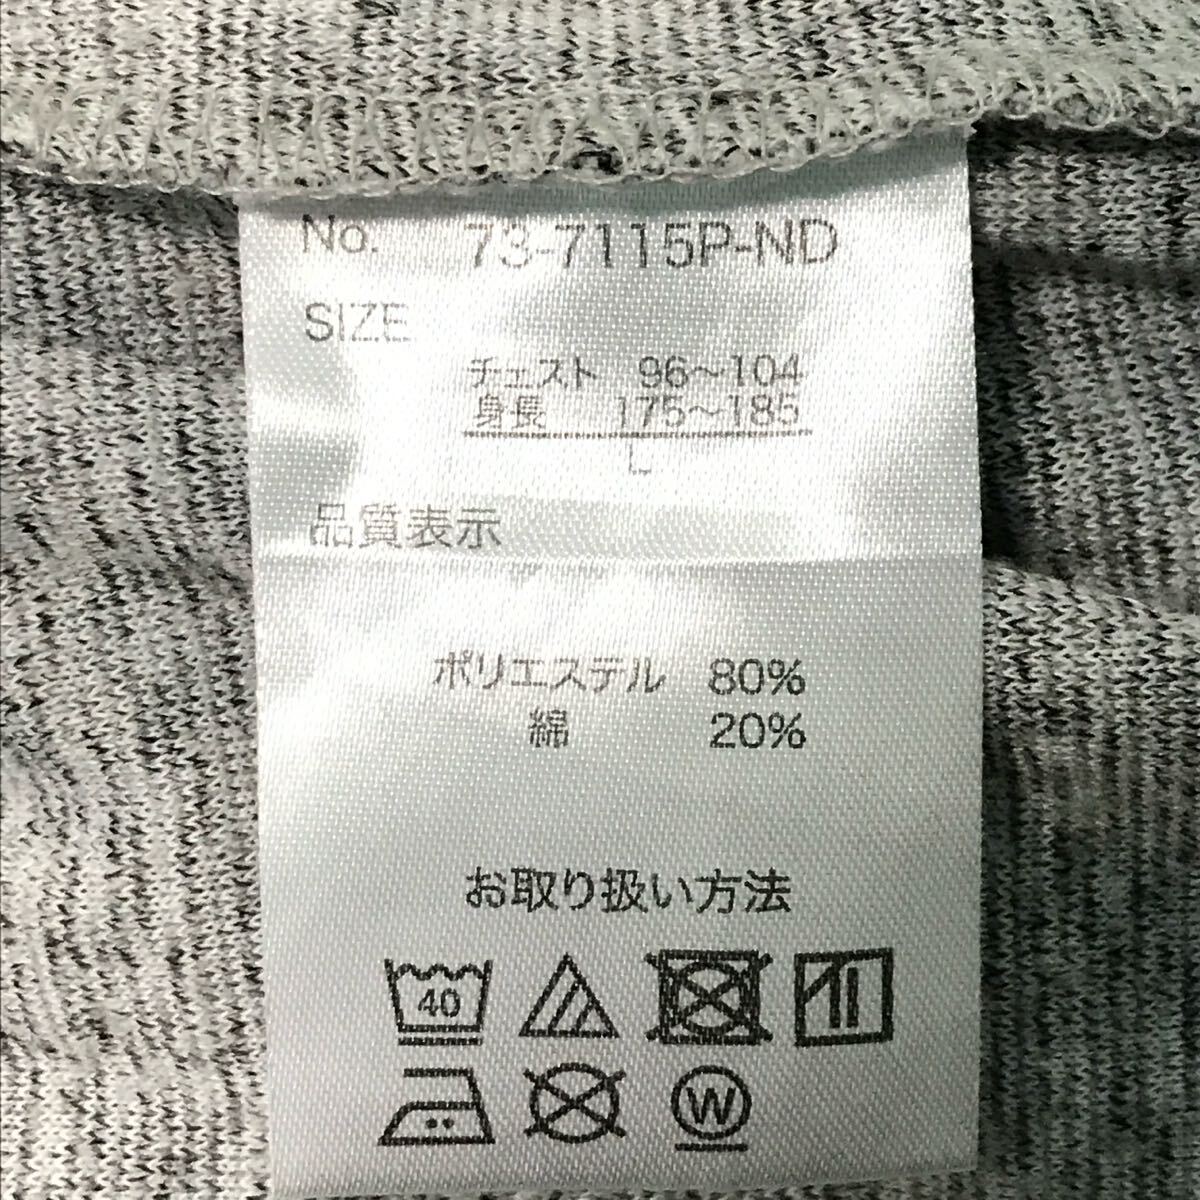 No. 73-7115P-ND
SIZE
チェスト 96～104
身長 175～185
L
品質表示
ポリエステル 80%
綿 20%
お取り扱い方法
40
W